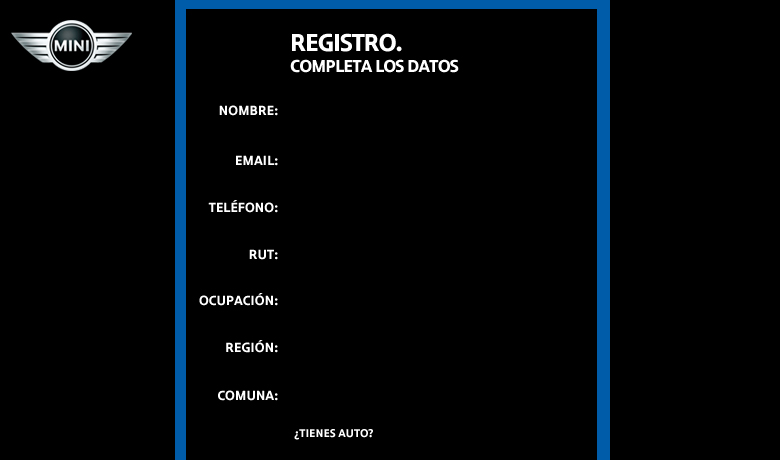 MINI
REGISTRO.
COMPLETA LOS DATOS
NOMBRE:
EMAIL:
TELÉFONO:
RUT:
OCUPACIÓN:
REGIÓN:
COMUNA:
¿TIENES AUTO?